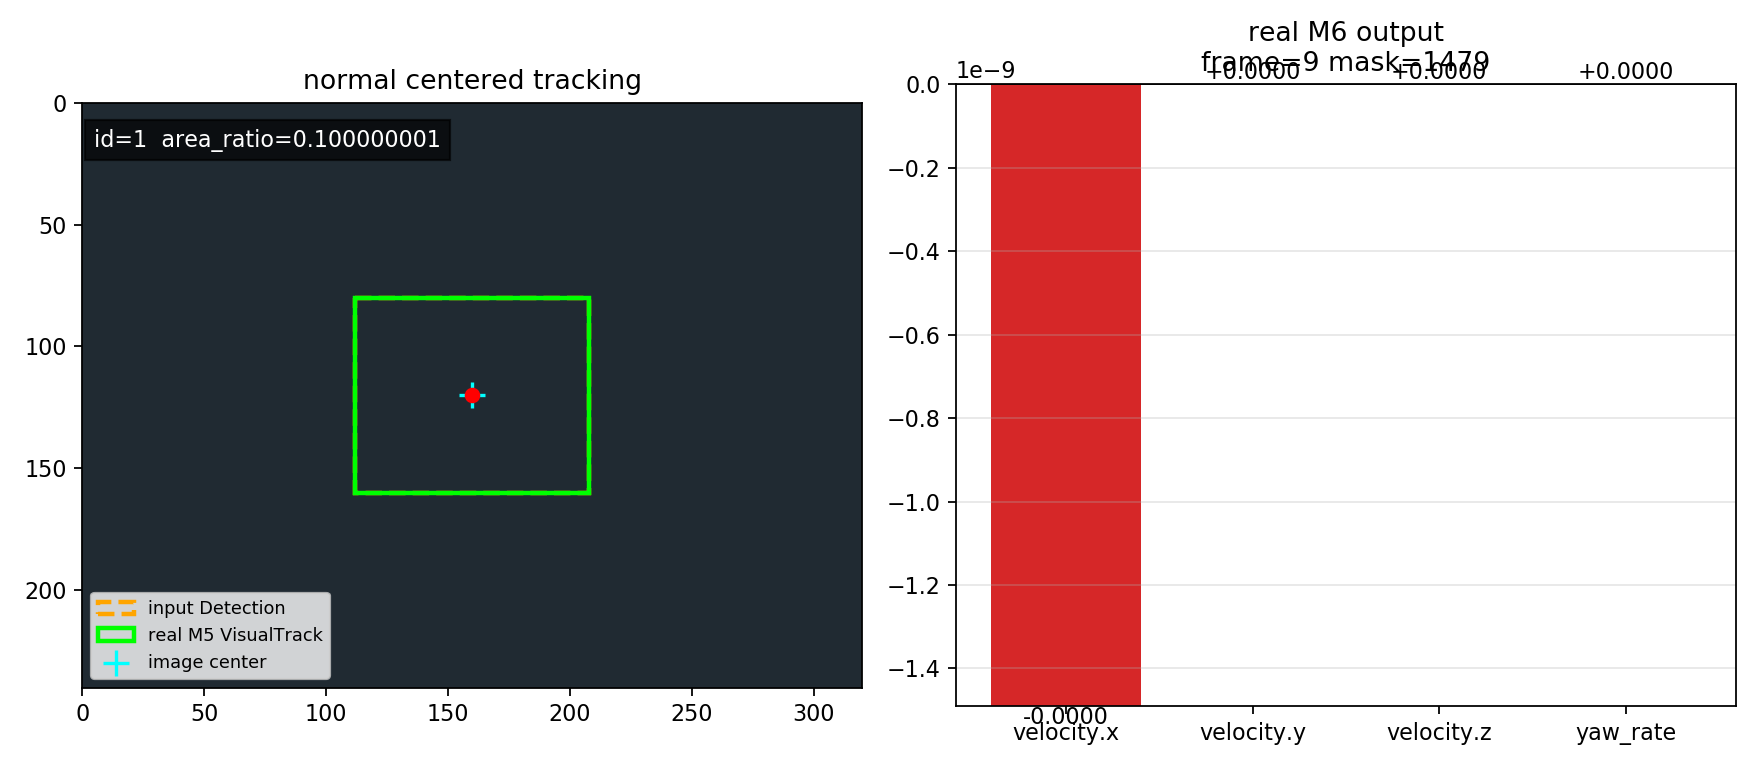 normal centered tracking
0
50
100
150
200
id=1 area_ratio=0.100000001
input Detection
real M5 VisualTrack
image center
0 50 100 150 200 250 300
real M6 output
frame=9 mask=1479
1e−9
+0.0000 +0.0000 +0.0000
0.0
−0.2
−0.4
−0.6
−0.8
−1.0
−1.2
−1.4
-0.0000
velocity.x velocity.y velocity.z yaw_rate